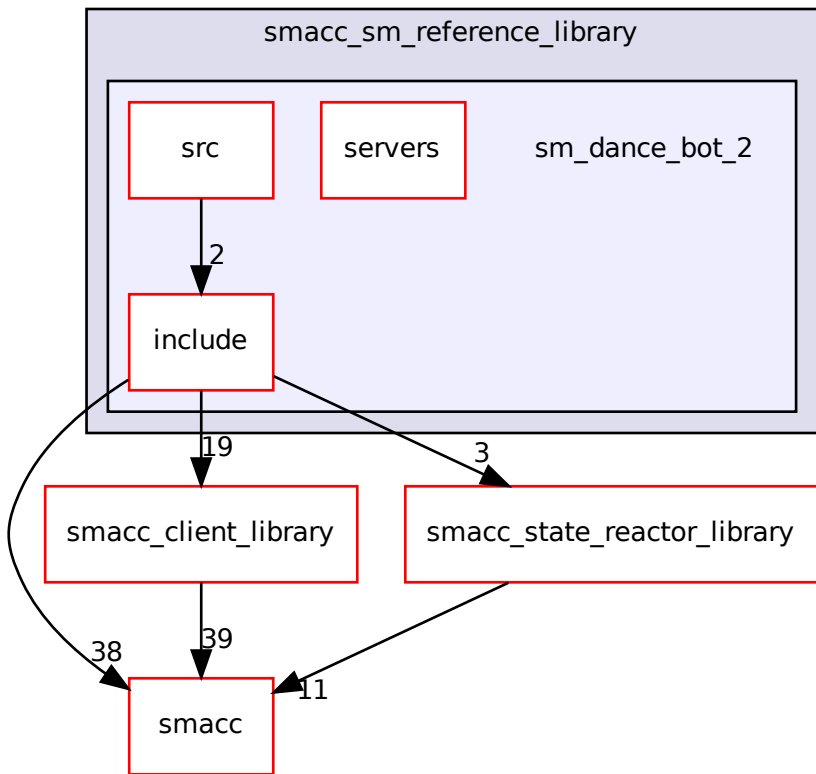 smacc_sm_reference_library
src
servers
sm_dance_bot_2
2
include
19
3
smacc_client_library
smacc_state_reactor_library
38
39
11
smacc